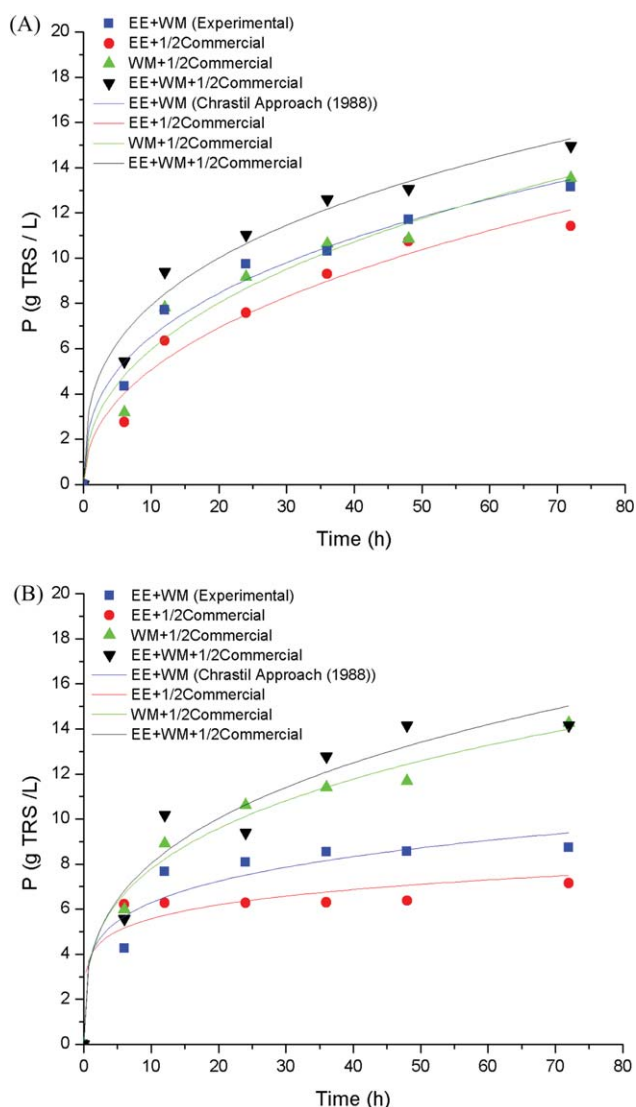 (A)
EE+WM (Experimental)
EE+1/2Commercial
WM+1/2Commercial
EE+WM+1/2Commercial
EE+WM (Chrastil Approach (1988))
EE+1/2Commercial
WM+1/2Commercial
EE+WM+1/2Commercial
20
18
16
14
12
10
8
6
4
2
0
P (g TRS / L)
0 10 20 30 40 50 60 70 80
Time (h)
(B)
EE+WM (Experimental)
EE+1/2Commercial
WM+1/2Commercial
EE+WM+1/2Commercial
EE+WM (Chrastil Approach (1988))
EE+1/2Commercial
WM+1/2Commercial
EE+WM+1/2Commercial
20
18
16
14
12
10
8
6
4
2
0
P (g TRS /L)
0 10 20 30 40 50 60 70 80
Time (h)